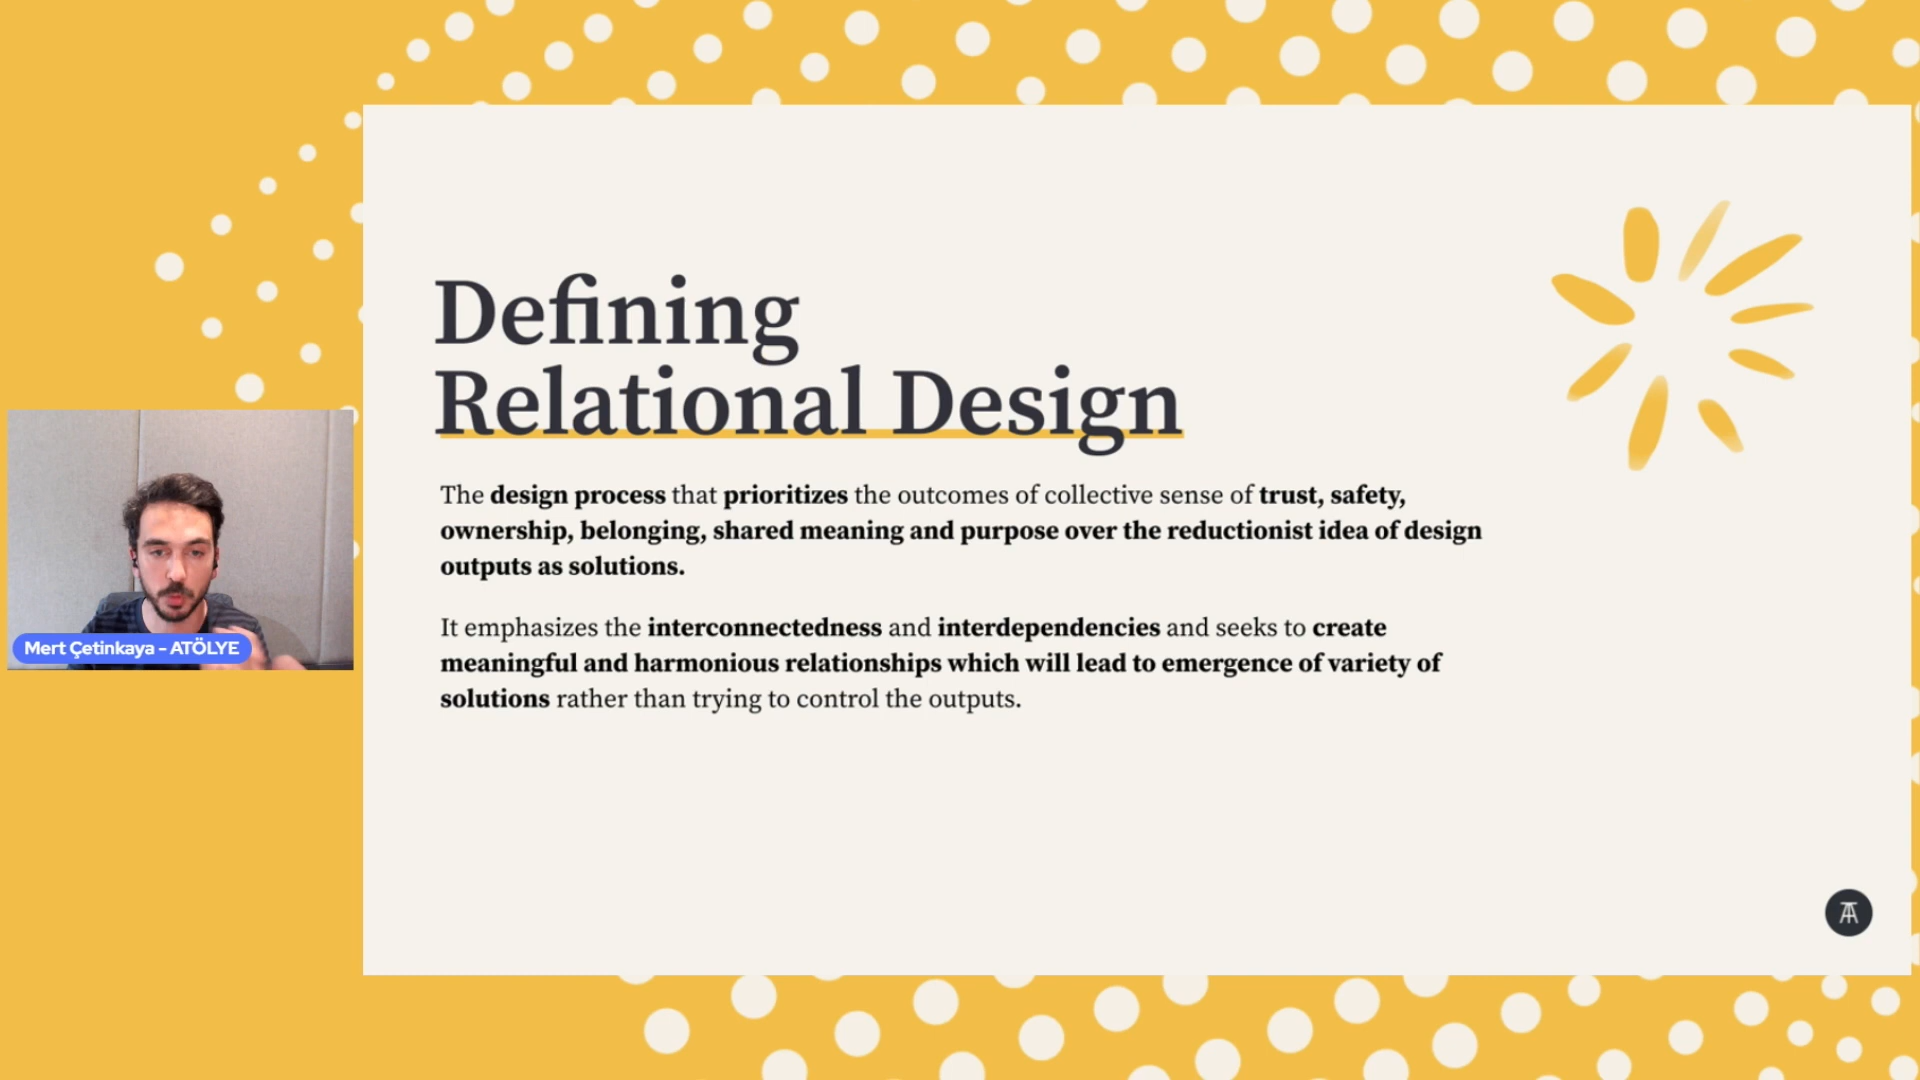 Defining
Relational Design
The design process that prioritizes the outcomes of collective sense of trust, safety,
ownership, belonging, shared meaning and purpose over the reductionist idea of design
outputs as solutions.
It emphasizes the interconnectedness and interdependencies and seeks to create
meaningful and harmonious relationships which will lead to emergence of variety of
solutions rather than trying to control the outputs.
Mert Çetinkaya – ATÖLYE